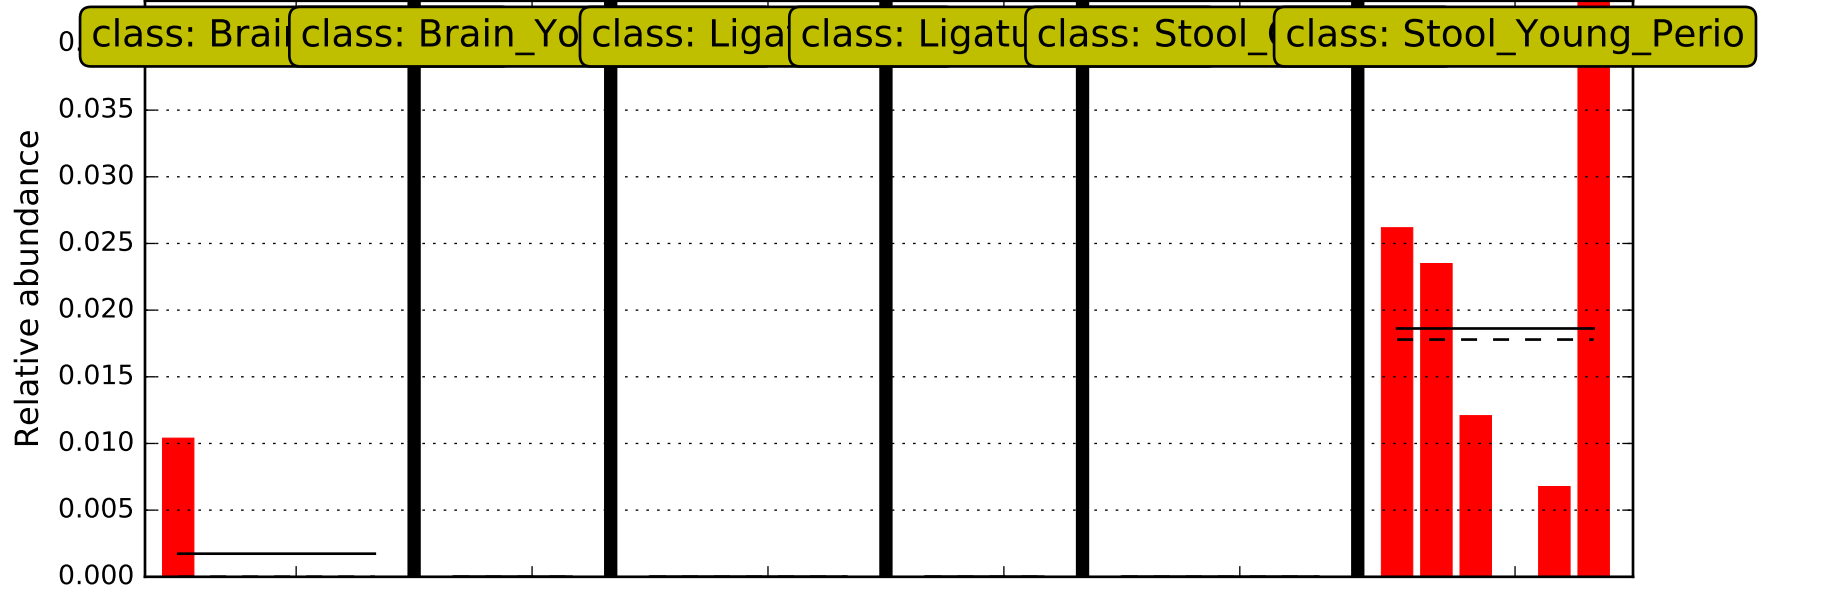 class: Brain
class: Brain_Yo
class: Liga
class: Ligatu
class: Stool_
class: Stool_Young_Perio
0.
0.035
0.030
0.025
0.020
0.015
0.010
0.005
0.000
Relative abundance